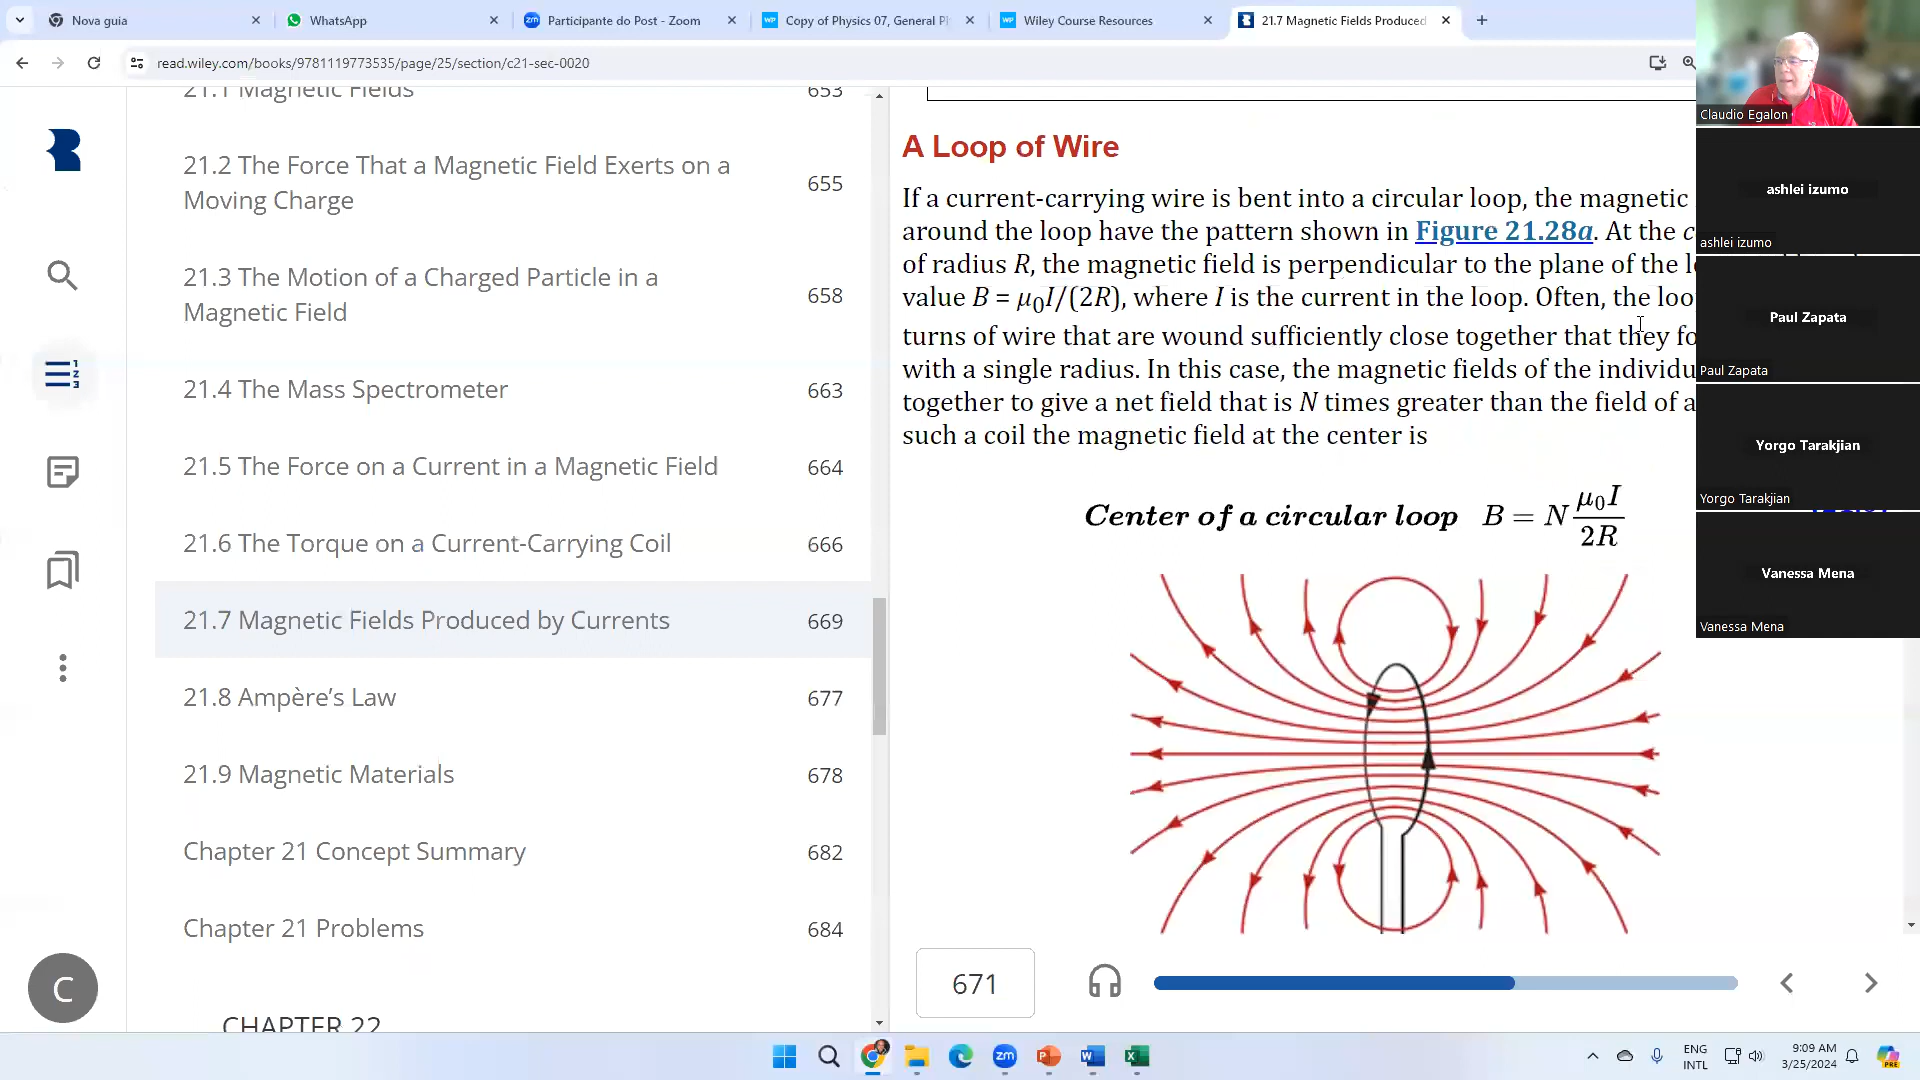 Nova guia
WhatsApp
Participante do Post - Zoom
Copy of Physics 07, General P
Wiley Course Resources
21.7 Magnetic Fields Produced
read.wiley.com/books/9781119773535/page/25/section/c21-sec-0020
21.1 Magnetic Fields 653
21.2 The Force That a Magnetic Field Exerts on a
Moving Charge 655
21.3 The Motion of a Charged Particle in a
Magnetic Field 658
21.4 The Mass Spectrometer 663
21.5 The Force on a Current in a Magnetic Field 664
21.6 The Torque on a Current-Carrying Coil 666
21.7 Magnetic Fields Produced by Currents 669
21.8 Ampère's Law 677
21.9 Magnetic Materials 678
Chapter 21 Concept Summary 682
Chapter 21 Problems 684
CHAPTER 22
C
A Loop of Wire
If a current-carrying wire is bent into a circular loop, the magnetic
around the loop have the pattern shown in Figure 21.28a. At the c
of radius R, the magnetic field is perpendicular to the plane of the l
value B = μ0I/(2R), where I is the current in the loop. Often, the loo
turns of wire that are wound sufficiently close together that they fo
with a single radius. In this case, the magnetic fields of the individu
together to give a net field that is N times greater than the field of a
such a coil the magnetic field at the center is
Center of a circular loop B = N μ0I / 2R
671
Claudio Egalon
ashlei izumo
ashlei izumo
Paul Zapata
Paul Zapata
Yorgo Tarakjian
Yorgo Tarakjian
Vanessa Mena
Vanessa Mena
ENG
INTL
9:09 AM
3/25/2024